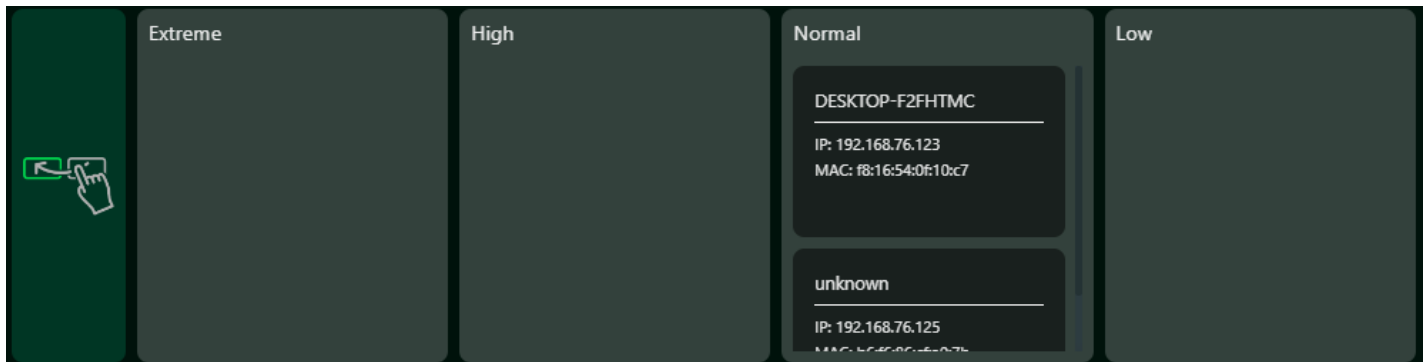 Extreme
High
Normal
Low
DESKTOP-F2FHTMC
IP: 192.168.76.123
MAC: f8:16:54:0f:10:c7
unknown
IP: 192.168.76.125
MAC: